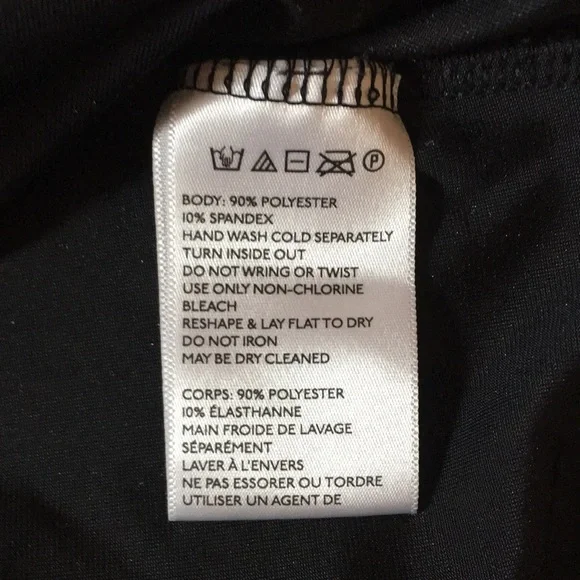 P
BODY: 90% POLYESTER
10% SPANDEX
HAND WASH COLD SEPARATELY
TURN INSIDE OUT
DO NOT WRING OR TWIST
USE ONLY NON-CHLORINE
BLEACH
RESHAPE & LAY FLAT TO DRY
DO NOT IRON
MAY BE DRY CLEANED
CORPS: 90% POLYESTER
10% ÉLASTHANNE
MAIN FROIDE DE LAVAGE
SÉPARÉMENT
LAVER À L'ENVERS
NE PAS ESSORER OU TORDRE
UTILISER UN AGENT DE